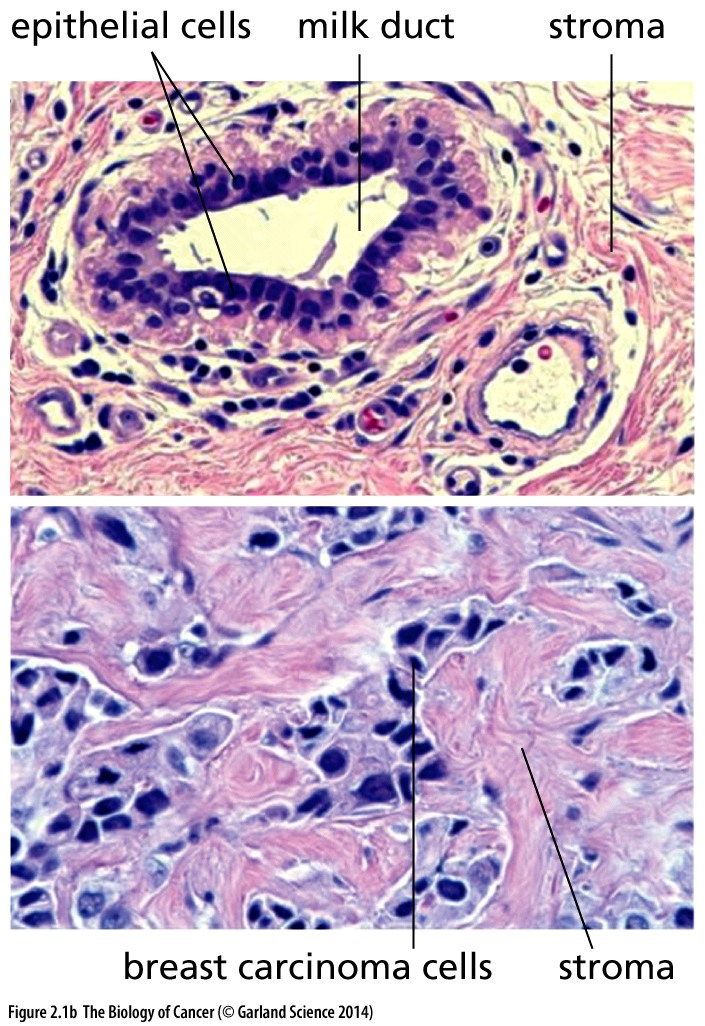 epithelial cells milk duct stroma
breast carcinoma cells stroma
Figure 2.1b The Biology of Cancer (© Garland Science 2014)